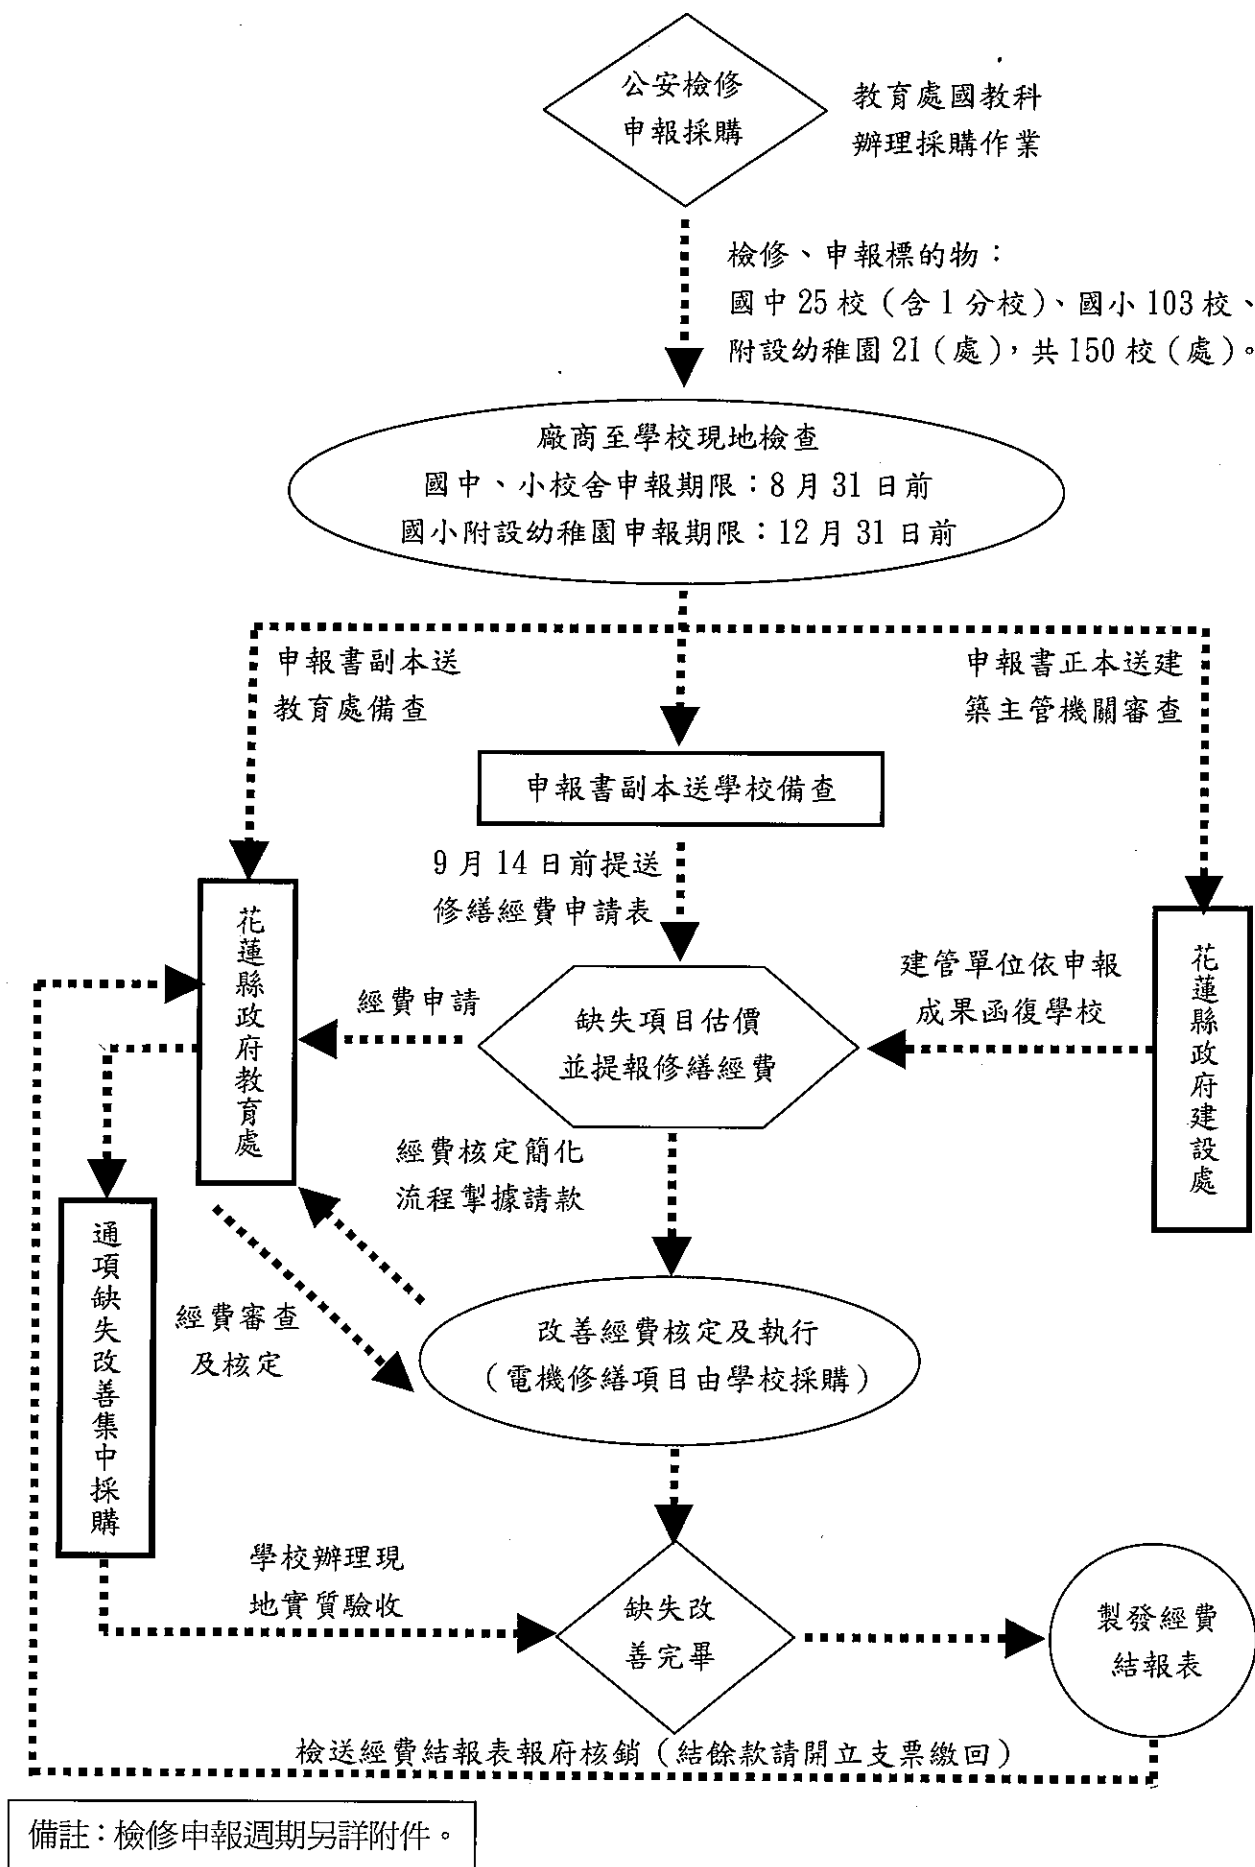 公安檢修
申報採購
教育處國教科
辦理採購作業
檢修、申報標的物：
國中25校（含1分校）、國小103校、
附設幼稚園21（處），共150校（處）。
廠商至學校現地檢查
國中、小校舍申報期限：8月31日前
國小附設幼稚園申報期限：12月31日前
申報書副本送
教育處備查
申報書正本送建
築主管機關審查
申報書副本送學校備查
9月14日前提送
修繕經費申請表
花蓮縣政府教育處
經費申請
缺失項目估價
並提報修繕經費
建管單位依申報
成果函復學校
花蓮縣政府建設處
經費核定簡化
流程掣據請款
通項缺失改善集中採購
經費審查
及核定
改善經費核定及執行
（電機修繕項目由學校採購）
學校辦理現
地實質驗收
缺失改
善完畢
製發經費
結報表
檢送經費結報表報府核銷（結餘款請開立支票繳回）
備註：檢修申報週期另詳附件。